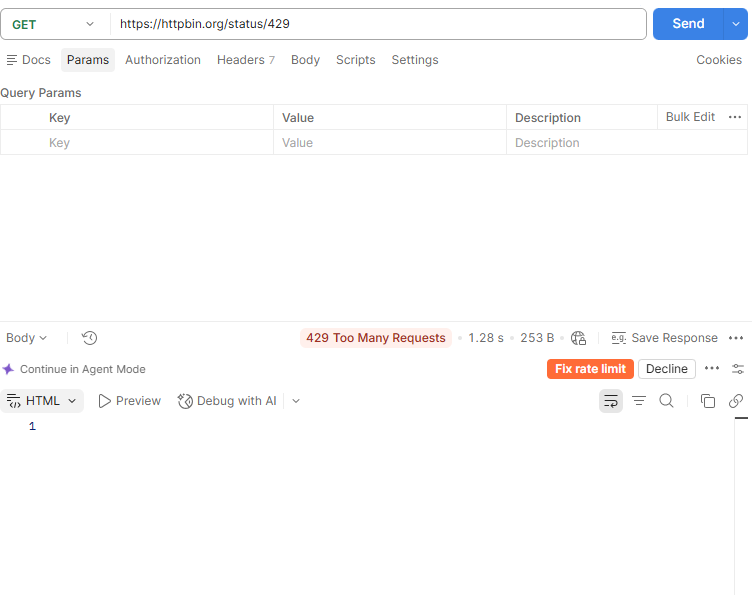 GET https://httpbin.org/status/429 Send
Docs Params Authorization Headers 7 Body Scripts Settings Cookies
Query Params
Key Value Description Bulk Edit
Key Value Description
Body 429 Too Many Requests 1.28 s 253 B e.g. Save Response
Continue in Agent Mode Fix rate limit Decline
HTML Preview Debug with AI
1